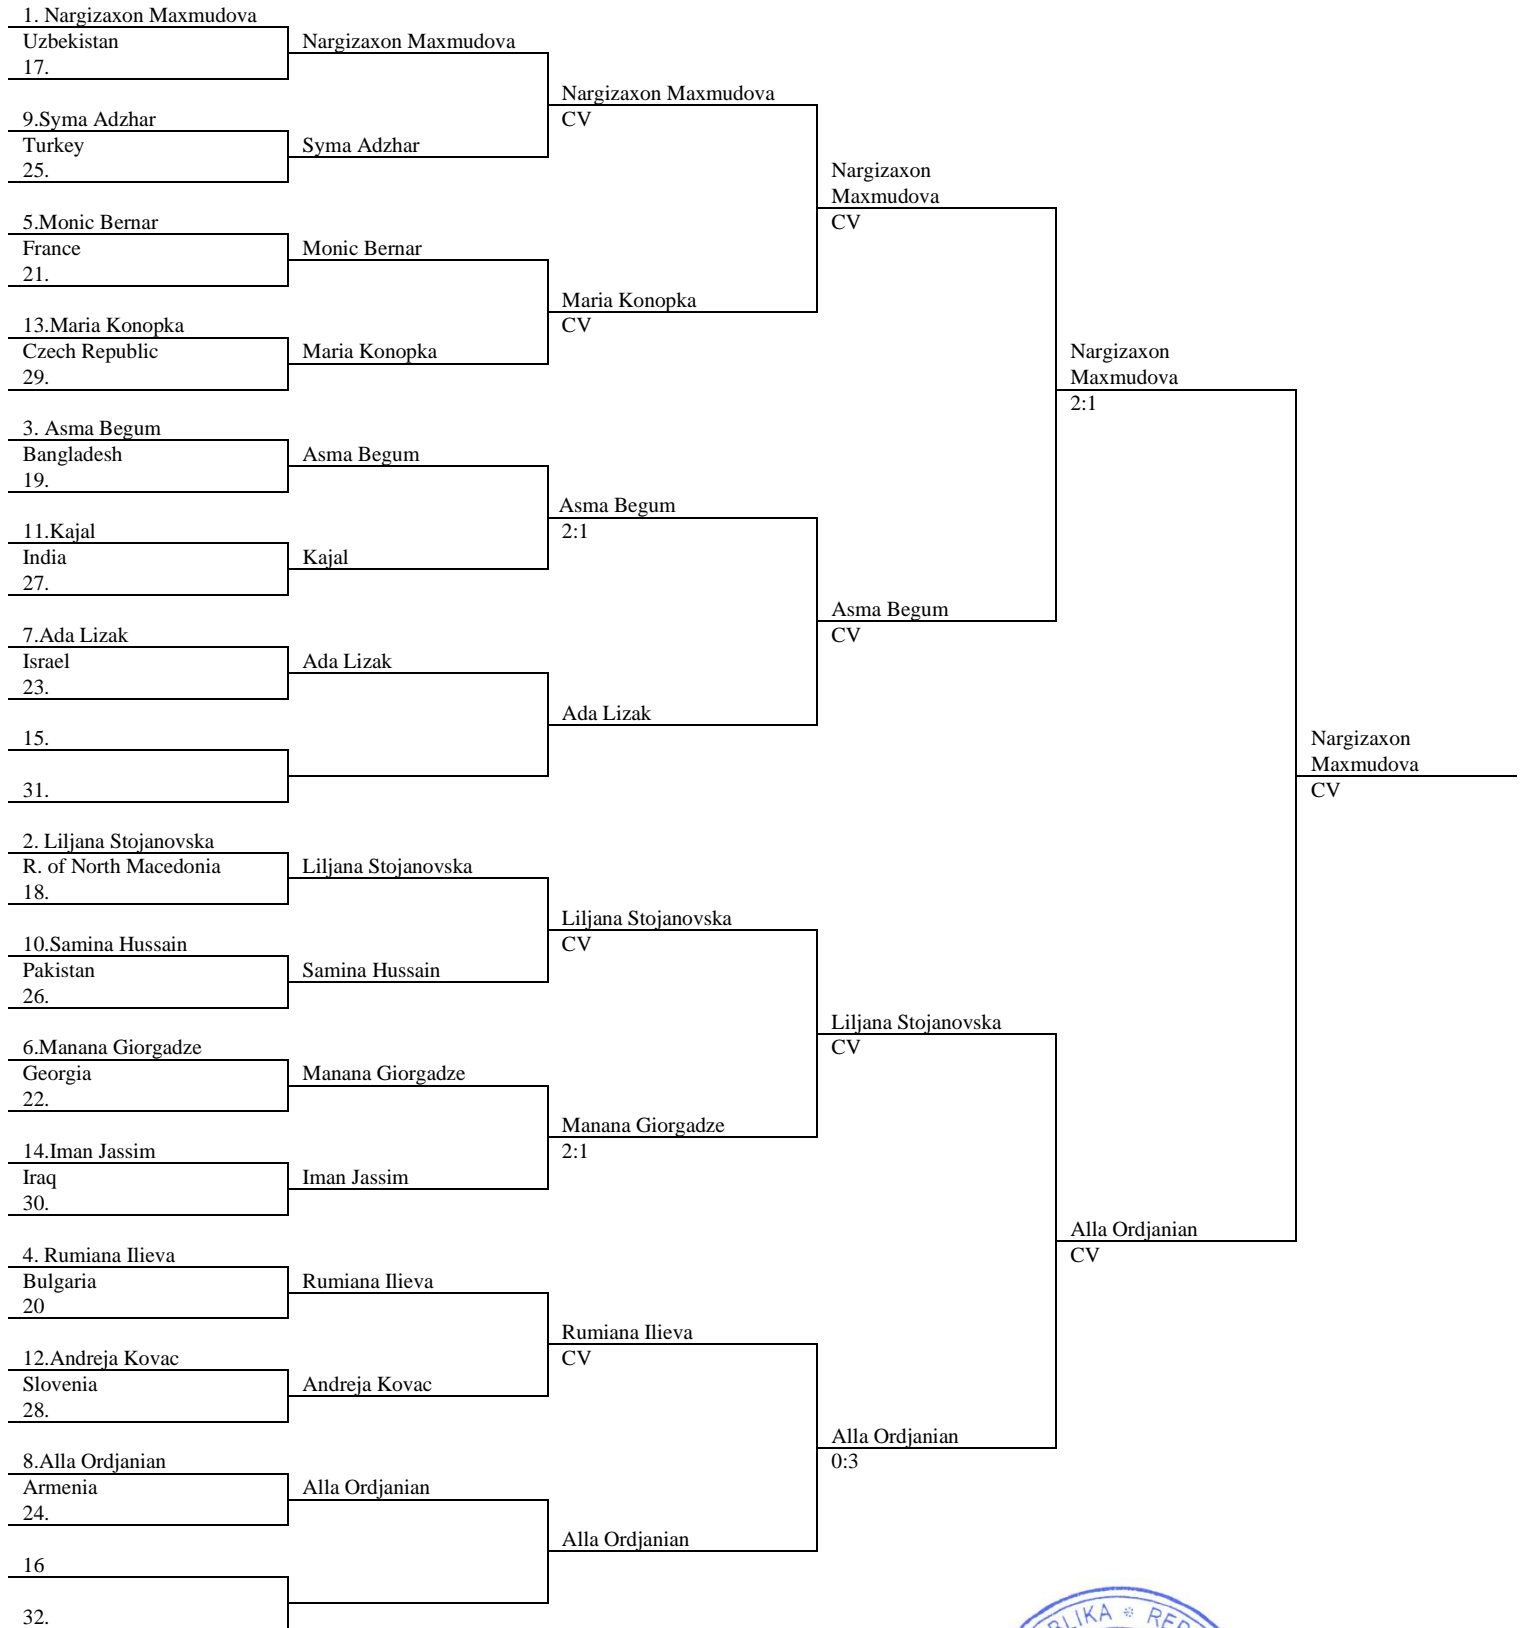 1. Nargizaxon Maxmudova
Uzbekistan
17.
9.Syma Adzhar
Turkey
25.
5.Monic Bernar
France
21.
13.Maria Konopka
Czech Republic
29.
3. Asma Begum
Bangladesh
19.
11.Kajal
India
27.
7.Ada Lizak
Israel
23.
15.
31.
2. Liljana Stojanovska
R. of North Macedonia
18.
10.Samina Hussain
Pakistan
26.
6.Manana Giorgadze
Georgia
22.
14.Iman Jassim
Iraq
30.
4. Rumiana Ilieva
Bulgaria
20
12.Andreja Kovac
Slovenia
28.
8.Alla Ordjanian
Armenia
24.
16
32.
Nargizaxon Maxmudova
Syma Adzhar
Monic Bernar
Maria Konopka
Asma Begum
Kajal
Ada Lizak
Liljana Stojanovska
Samina Hussain
Manana Giorgadze
Iman Jassim
Rumiana Ilieva
Andreja Kovac
Alla Ordjanian
Nargizaxon Maxmudova
CV
Maria Konopka
CV
Asma Begum
2:1
Ada Lizak
Liljana Stojanovska
CV
Manana Giorgadze
2:1
Rumiana Ilieva
CV
Alla Ordjanian
Nargizaxon
Maxmudova
CV
Asma Begum
CV
Liljana Stojanovska
CV
Alla Ordjanian
0:3
Nargizaxon
Maxmudova
2:1
Alla Ordjanian
CV
Nargizaxon
Maxmudova
CV